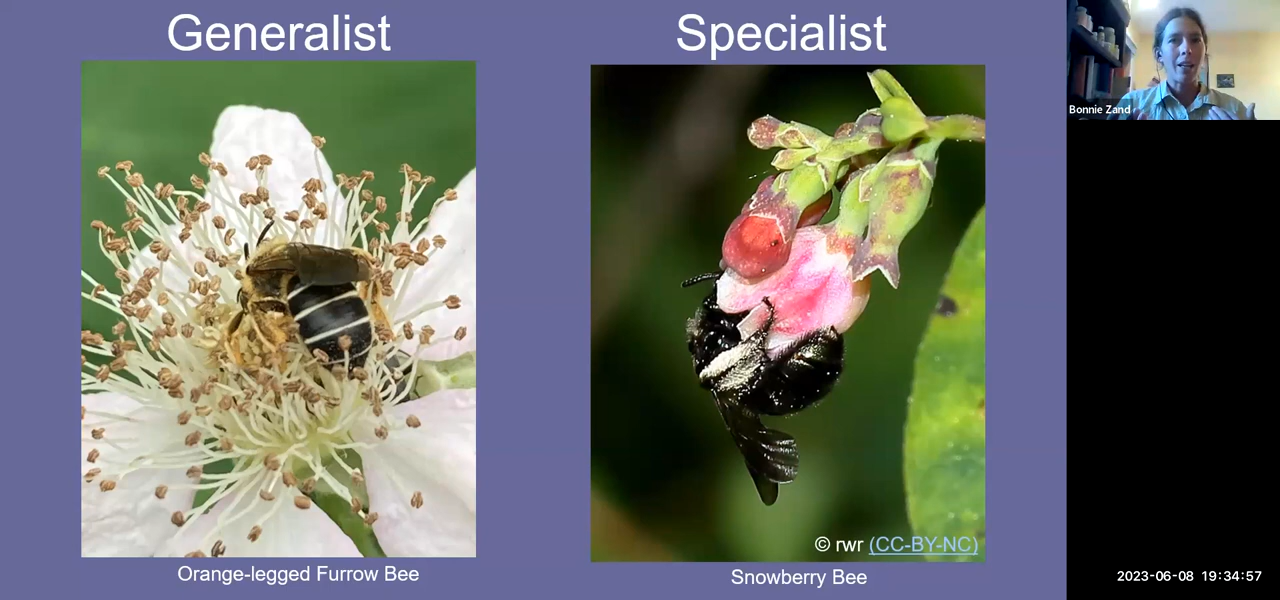 Generalist
Specialist
Bonnie Zand
© rwr (CC-BY-NC)
Orange-legged Furrow Bee
Snowberry Bee
2023-06-08 19:34:57